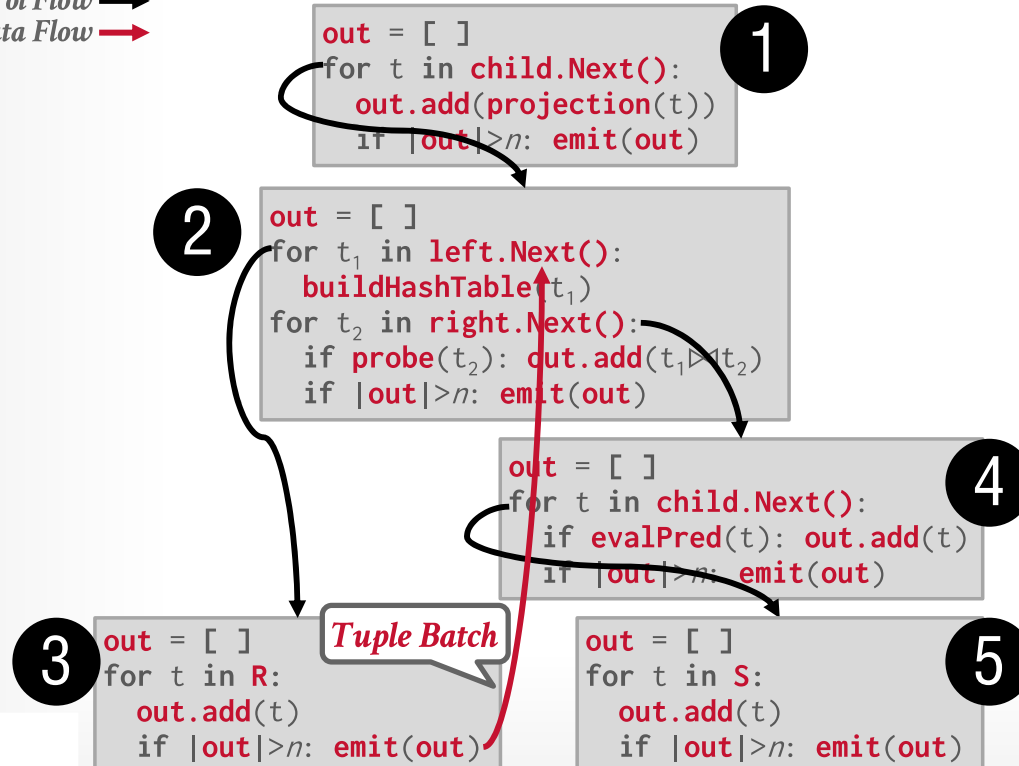 Flow
Flow
1
out = [ ]
for t in child.Next():
out.add(projection(t))
if |out|>n: emit(out)
2
out = [ ]
for t₁ in left.Next():
buildHashTable(t₁)
for t₂ in right.Next():
if probe(t₂): out.add(t₁⨝t₂)
if |out|>n: emit(out)
4
out = [ ]
for t in child.Next():
if evalPred(t): out.add(t)
if |out|>n: emit(out)
3
out = [ ]
for t in R:
out.add(t)
if |out|>n: emit(out)
Tuple Batch
5
out = [ ]
for t in S:
out.add(t)
if |out|>n: emit(out)